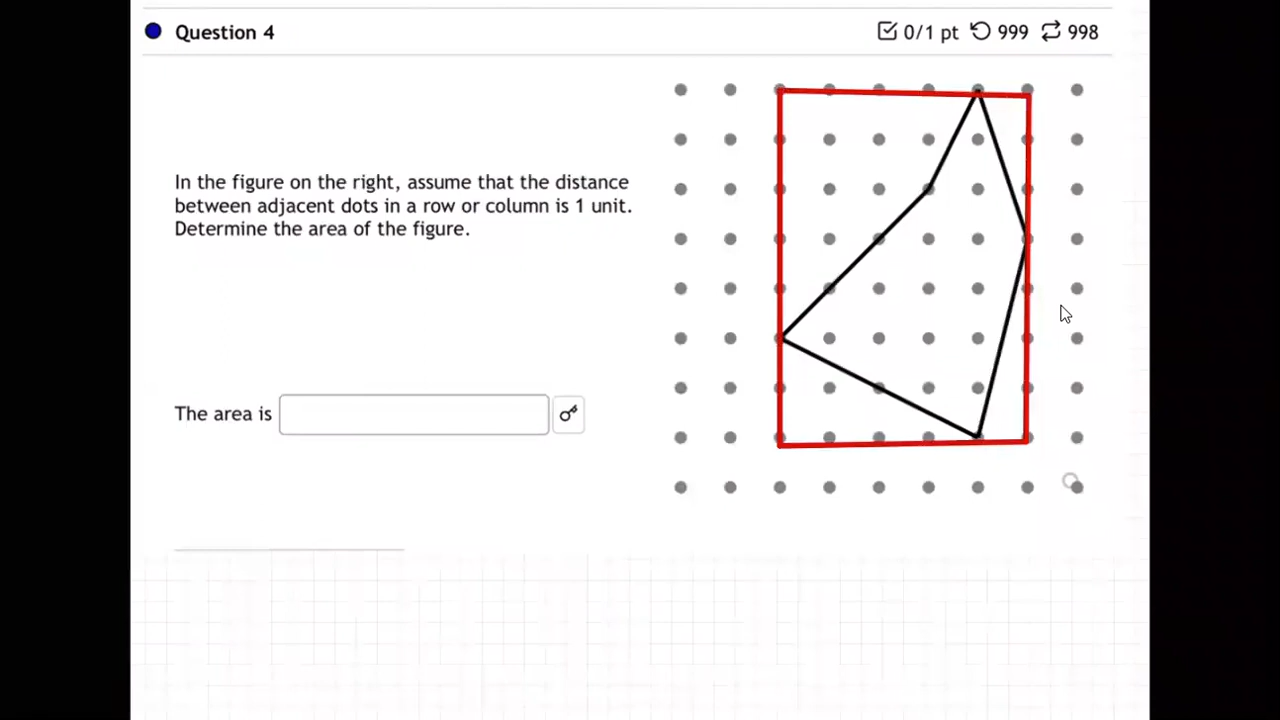 Question 4
0/1 pt 999 998
In the figure on the right, assume that the distance
between adjacent dots in a row or column is 1 unit.
Determine the area of the figure.
The area is